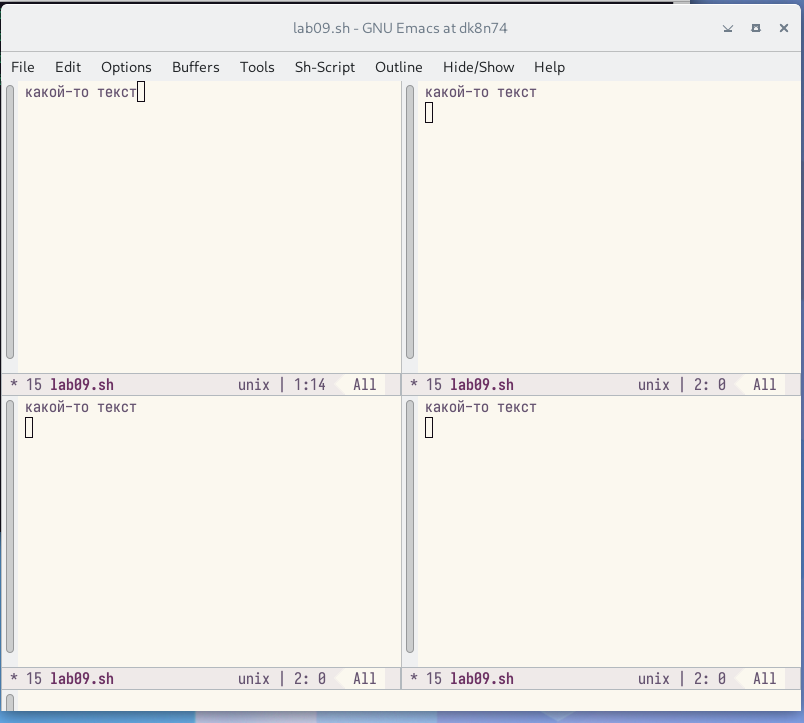 lab09.sh - GNU Emacs at dk8n74
File Edit Options Buffers Tools Sh-Script Outline Hide/Show Help
какой-то текст
какой-то текст
* 15 lab09.sh unix | 1:14 All
* 15 lab09.sh unix | 2: 0 All
какой-то текст
какой-то текст
* 15 lab09.sh unix | 2: 0 All
* 15 lab09.sh unix | 2: 0 All